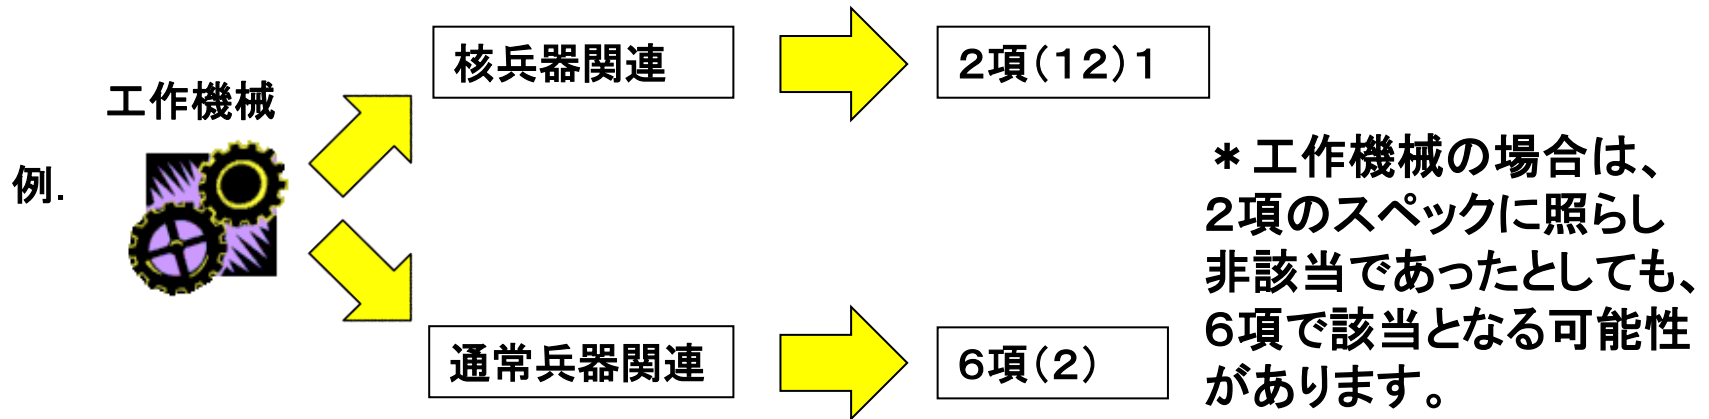 例.
工作機械
核兵器関連
２項（１２）１
通常兵器関連
６項（２）
＊工作機械の場合は、
２項のスペックに照らし
非該当であったとしても、
６項で該当となる可能性
があります。